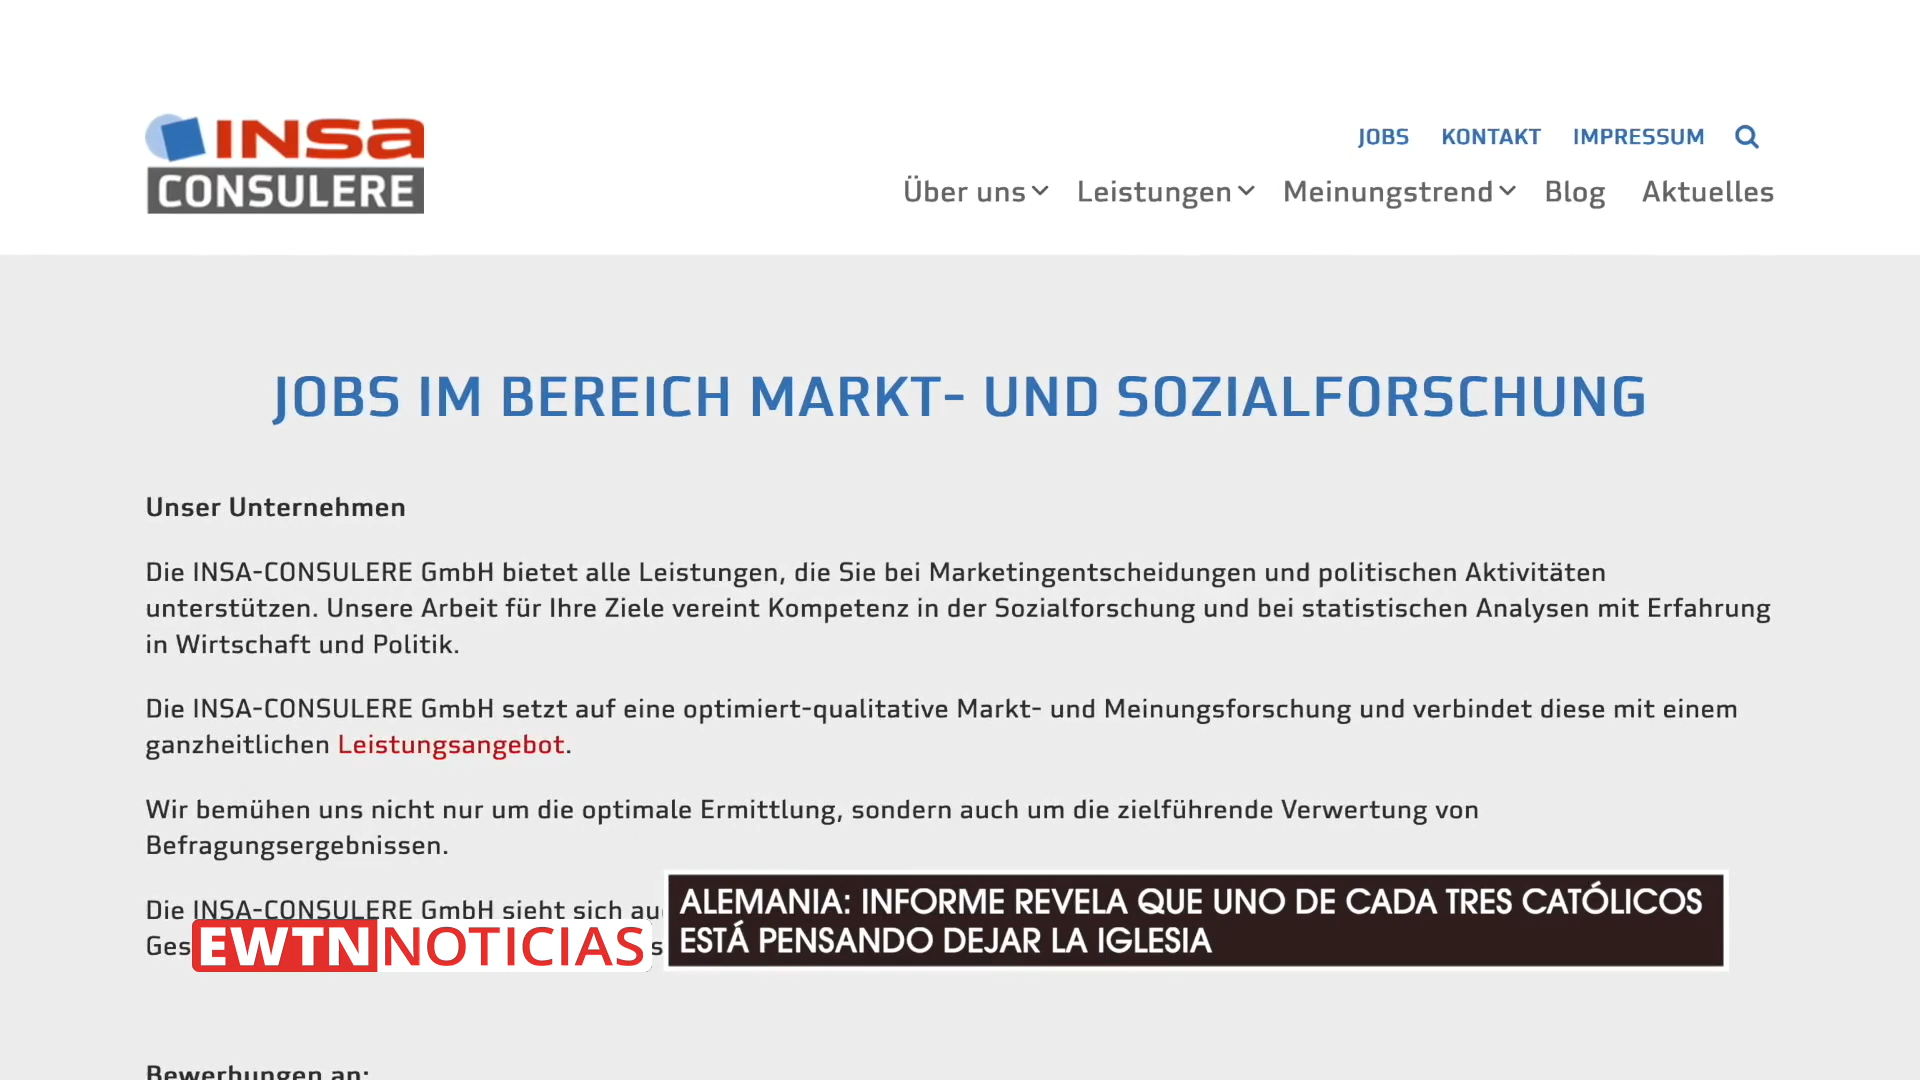 INSA
CONSULERE
JOBS KONTAKT IMPRESSUM
Über uns Leistungen Meinungstrend Blog Aktuelles
JOBS IM BEREICH MARKT- UND SOZIALFORSCHUNG
Unser Unternehmen
Die INSA-CONSULERE GmbH bietet alle Leistungen, die Sie bei Marketingentscheidungen und politischen Aktivitäten
unterstützen. Unsere Arbeit für Ihre Ziele vereint Kompetenz in der Sozialforschung und bei statistischen Analysen mit Erfahrung
in Wirtschaft und Politik.
Die INSA-CONSULERE GmbH setzt auf eine optimiert-qualitative Markt- und Meinungsforschung und verbindet diese mit einem
ganzheitlichen Leistungsangebot.
Wir bemühen uns nicht nur um die optimale Ermittlung, sondern auch um die zielführende Verwertung von
Befragungsergebnissen.
Die INSA-CONSULERE GmbH sieht sich
EWTN NOTICIAS
ALEMANIA: INFORME REVELA QUE UNO DE CADA TRES CATÓLICOS
ESTÁ PENSANDO DEJAR LA IGLESIA
Bewerbungen an: